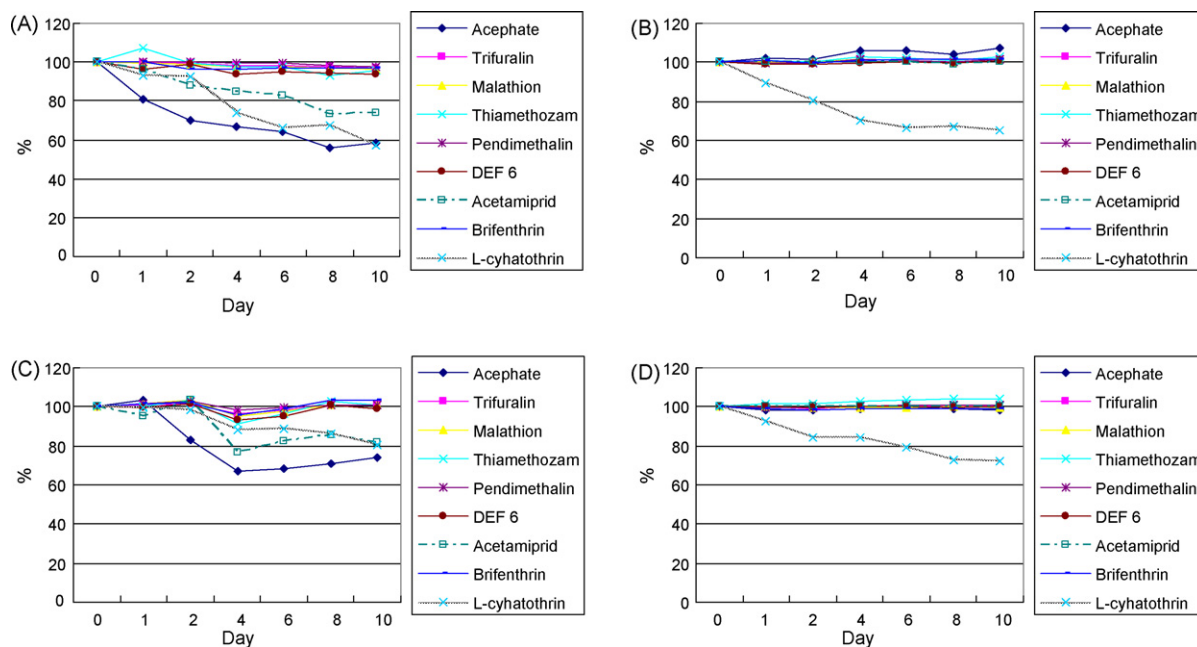 (A)
120
100
80
60
40
20
0
%
0 1 2 4 6 8 10
Day
Acephate
Trifuralin
Malathion
Thiamethozam
Pendimethalin
DEF 6
Acetamiprid
Brifenthrin
L-cyhatothrin
(B)
120
100
80
60
40
20
0
%
0 1 2 4 6 8 10
Day
Acephate
Trifuralin
Malathion
Thiamethozam
Pendimethalin
DEF 6
Acetamiprid
Brifenthrin
L-cyhatothrin
(C)
120
100
80
60
40
20
0
%
0 1 2 4 6 8 10
Day
Acephate
Trifuralin
Malathion
Thiamethozam
Pendimethalin
DEF 6
Acetamiprid
Brifenthrin
L-cyhatothrin
(D)
120
100
80
60
40
20
0
%
0 1 2 4 6 8 10
Day
Acephate
Trifuralin
Malathion
Thiamethozam
Pendimethalin
DEF 6
Acetamiprid
Brifenthrin
L-cyhatothrin